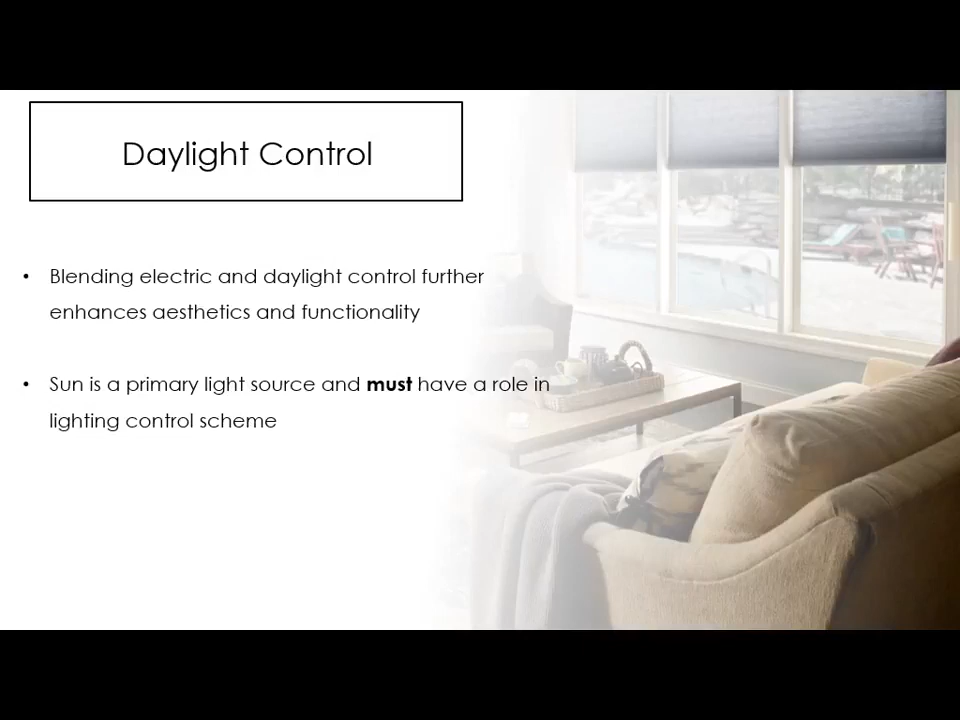 Daylight Control
• Blending electric and daylight control further
enhances aesthetics and functionality
• Sun is a primary light source and must have a role in
lighting control scheme